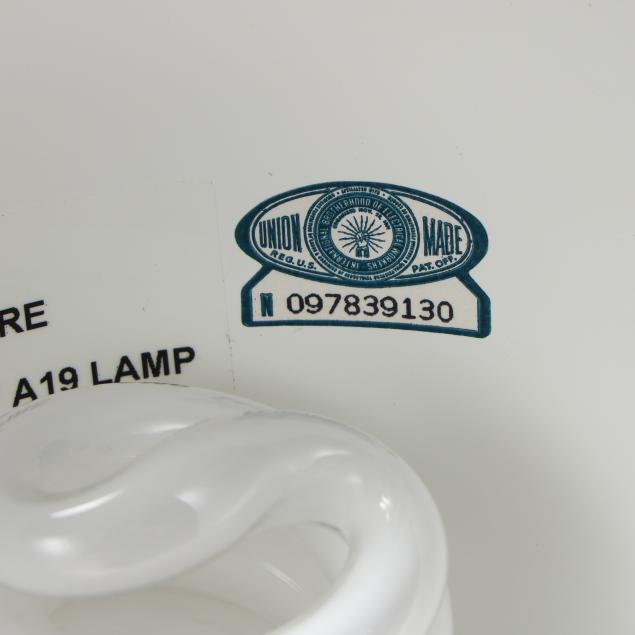 UNION MADE
BROTHERHOOD OF ELECTRICAL WORKERS
INTERNATIONAL
REG. U.S. PAT. OFF.
N 097839130
RE
A19 LAMP